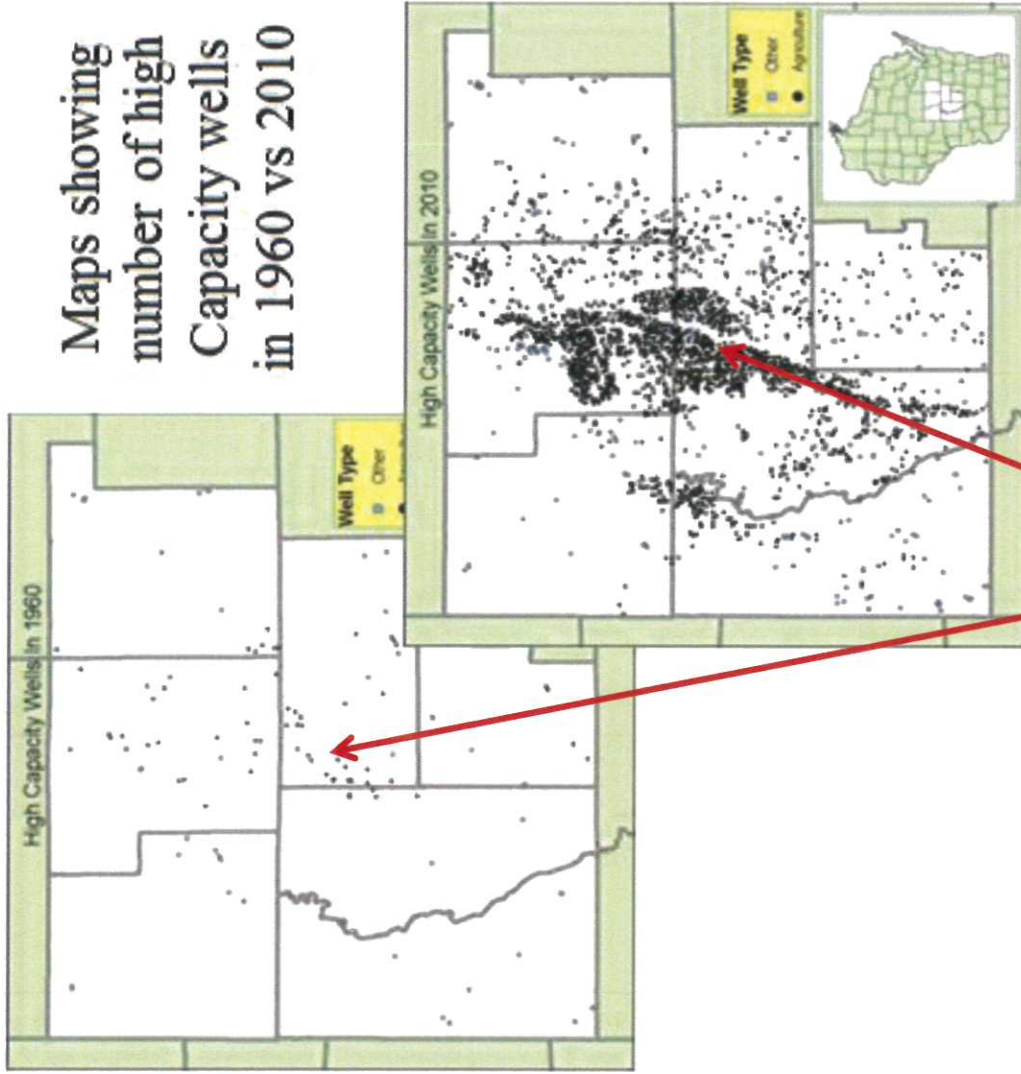 Maps showing
number of high
Capacity wells
in 1960 vs 2010
High Capacity Wells in 1960
Well Type
Other
High Capacity Wells in 2010
Well Type
Other
Agriculture